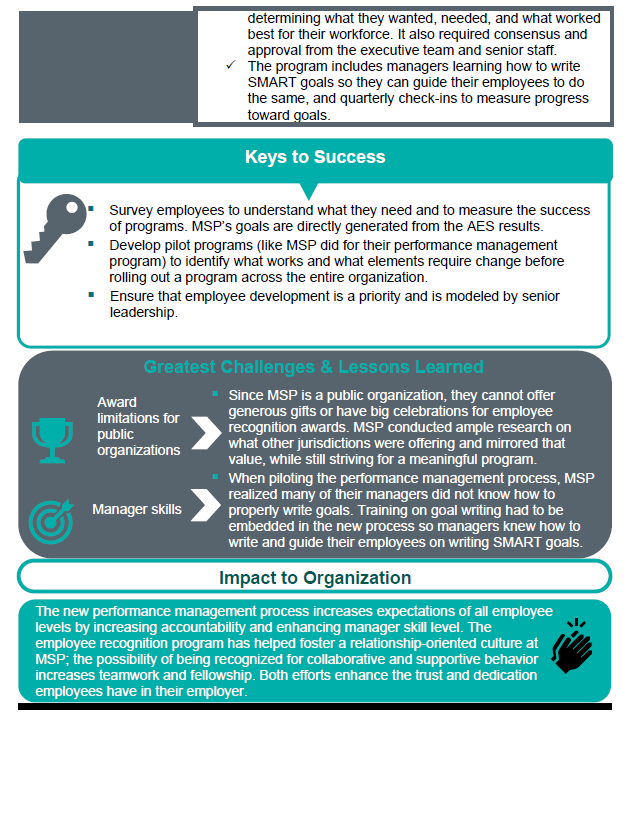 determining what they wanted, needed, and what worked
best for their workforce. It also required consensus and
approval from the executive team and senior staff.
✓ The program includes managers learning how to write
SMART goals so they can guide their employees to do
the same, and quarterly check-ins to measure progress
toward goals.
Keys to Success
▪ Survey employees to understand what they need and to measure the success
of programs. MSP’s goals are directly generated from the AES results.
▪ Develop pilot programs (like MSP did for their performance management
program) to identify what works and what elements require change before
rolling out a program across the entire organization.
▪ Ensure that employee development is a priority and is modeled by senior
leadership.
Greatest Challenges & Lessons Learned
Award
limitations for
public
organizations
▪ Since MSP is a public organization, they cannot offer
generous gifts or have big celebrations for employee
recognition awards. MSP conducted ample research on
what other jurisdictions were offering and mirrored that
value, while still striving for a meaningful program.
Manager skills
▪ When piloting the performance management process, MSP
realized many of their managers did not know how to
properly write goals. Training on goal writing had to be
embedded in the new process so managers knew how to
write and guide their employees on writing SMART goals.
Impact to Organization
The new performance management process increases expectations of all employee
levels by increasing accountability and enhancing manager skill level. The
employee recognition program has helped foster a relationship-oriented culture at
MSP; the possibility of being recognized for collaborative and supportive behavior
increases teamwork and fellowship. Both efforts enhance the trust and dedication
employees have in their employer.